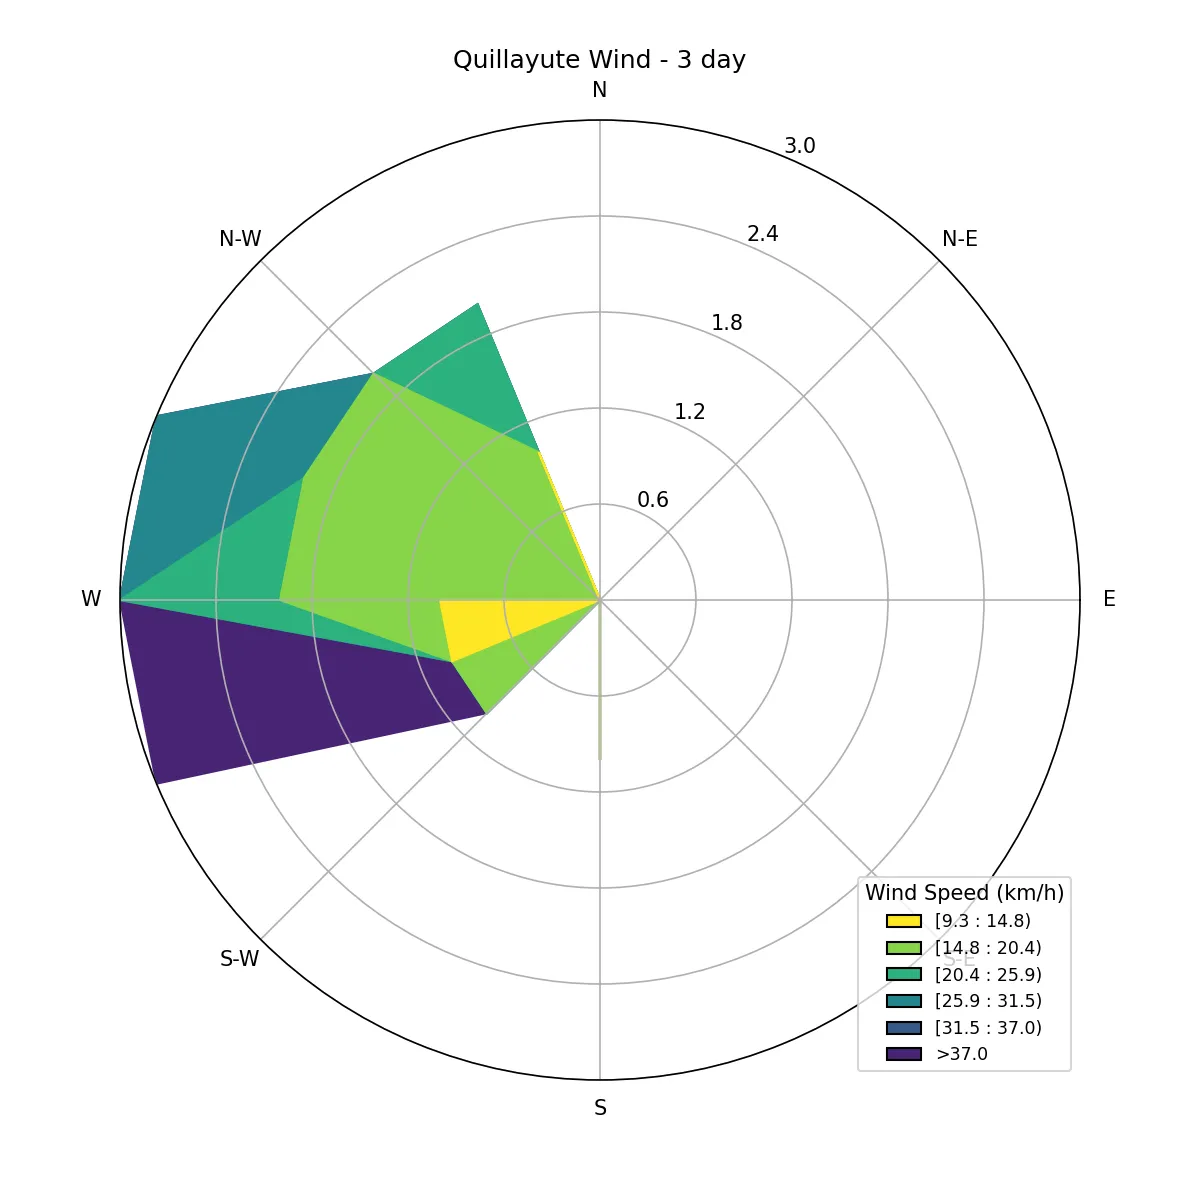 Quillayute Wind - 3 day
N
3.0
2.4
N-W
N-E
1.8
1.2
0.6
W
E
S-W
S-E
S
Wind Speed (km/h)
[9.3 : 14.8)
[14.8 : 20.4)
[20.4 : 25.9)
[25.9 : 31.5)
[31.5 : 37.0)
>37.0